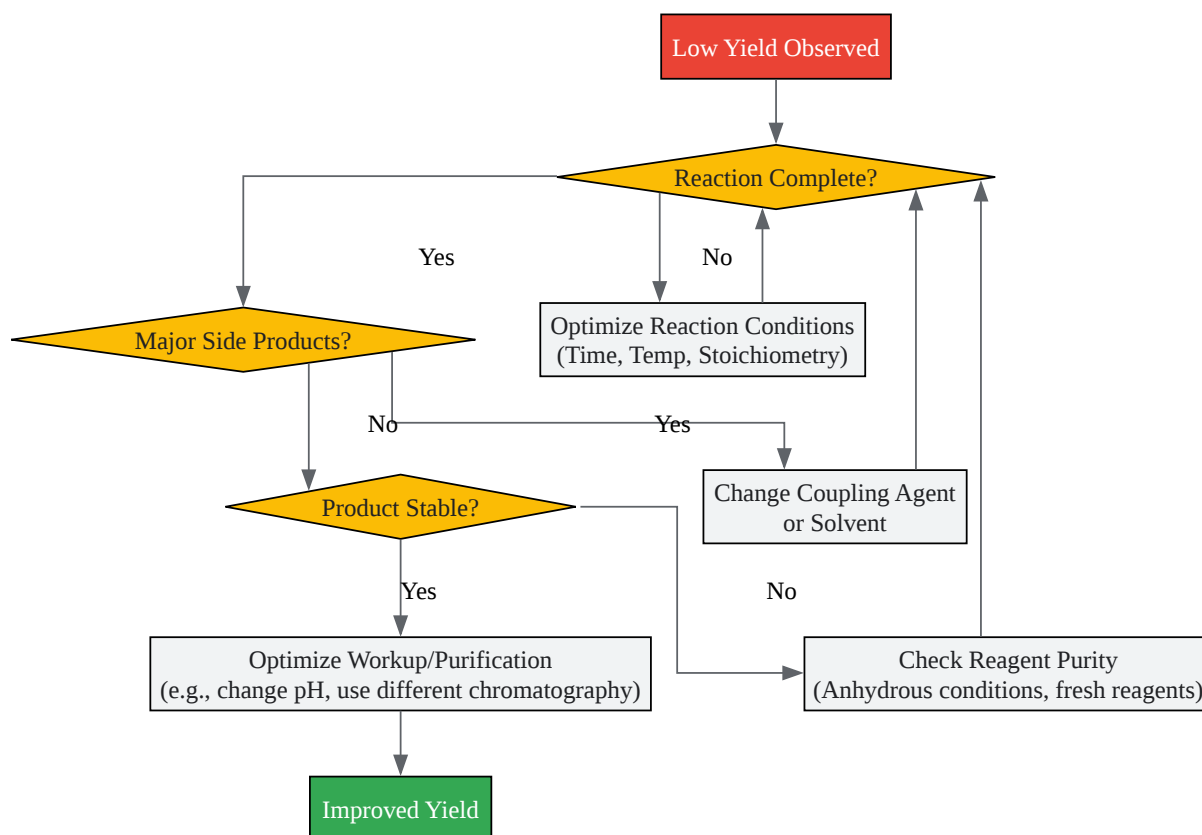 Low Yield Observed
Reaction Complete?
Yes
No
Major Side Products?
Optimize Reaction Conditions
(Time, Temp, Stoichiometry)
No
Yes
Product Stable?
Change Coupling Agent
or Solvent
Yes
No
Optimize Workup/Purification
(e.g., change pH, use different chromatography)
Check Reagent Purity
(Anhydrous conditions, fresh reagents)
Improved Yield